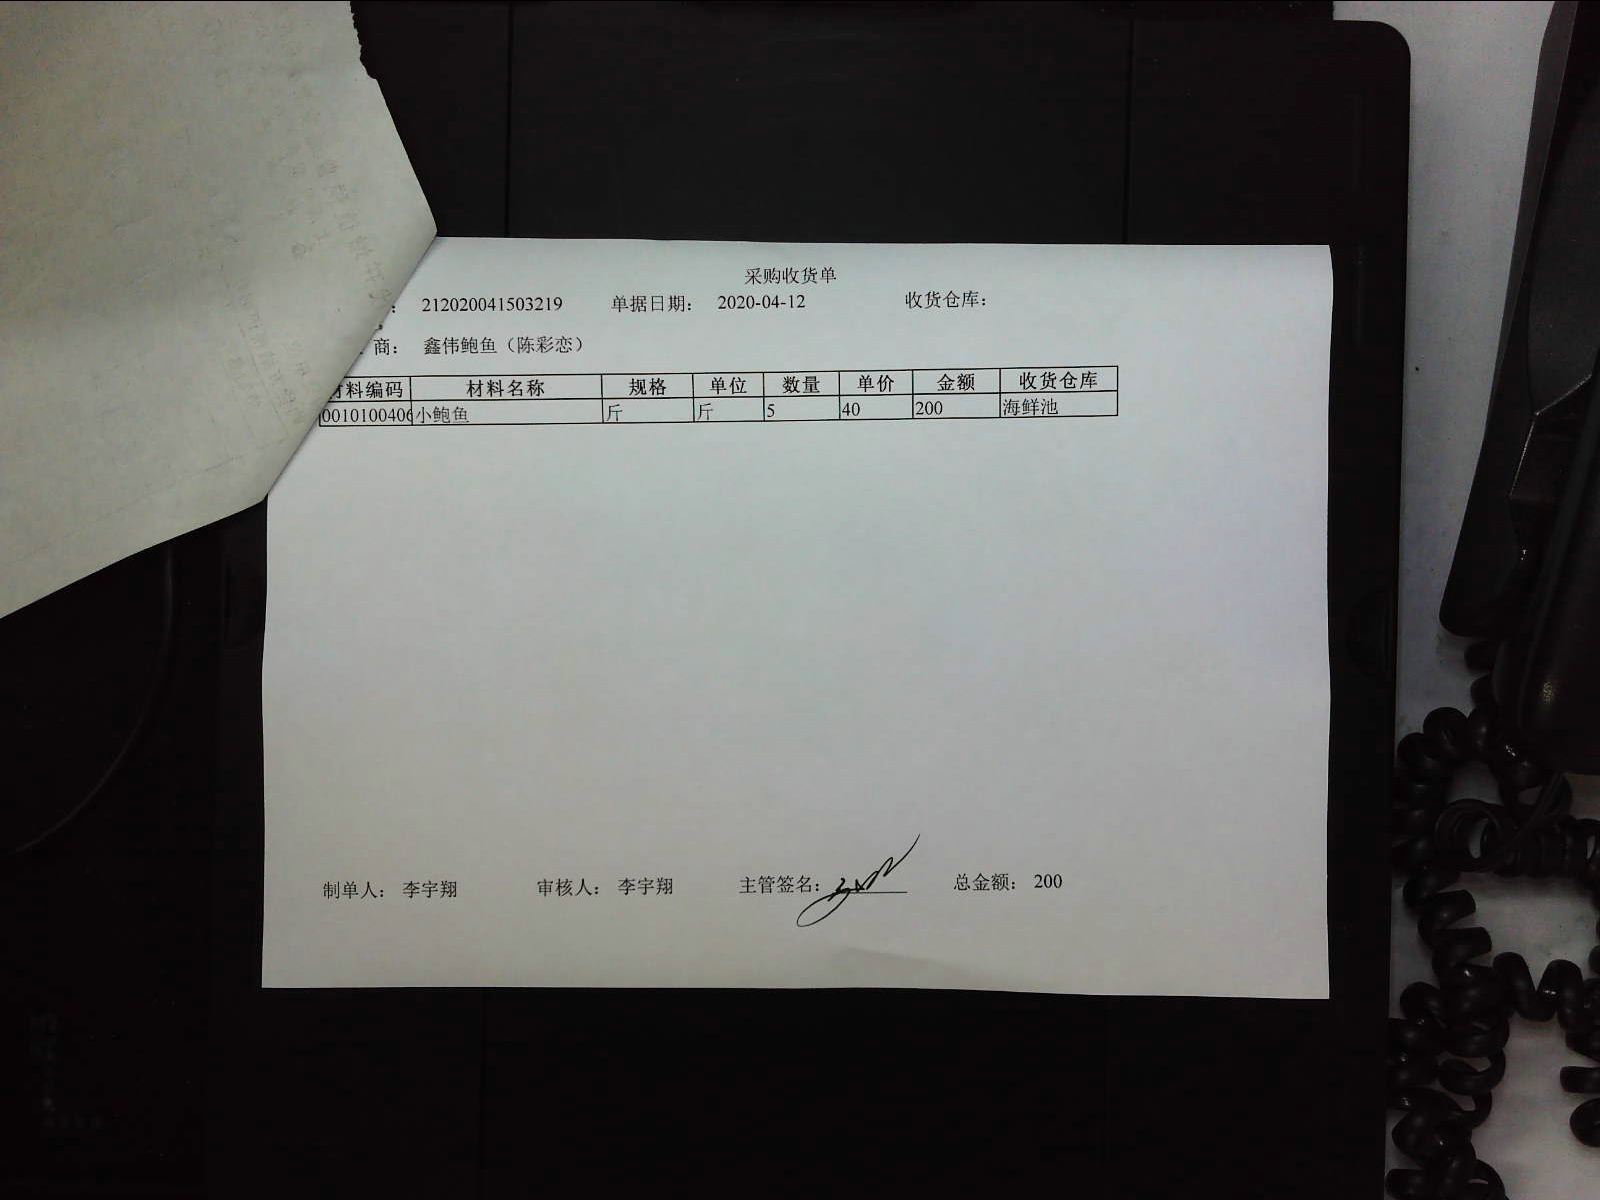 采购收货单
: 212020041503219 单据日期: 2020-04-12 收货仓库:
商: 鑫伟鲍鱼（陈彩恋）
材料编码 材料名称 规格 单位 数量 单价 金额 收货仓库
0010100406 小鲍鱼 斤 斤 5 40 200 海鲜池
制单人: 李宇翔 审核人: 李宇翔 主管签名: 总金额: 200